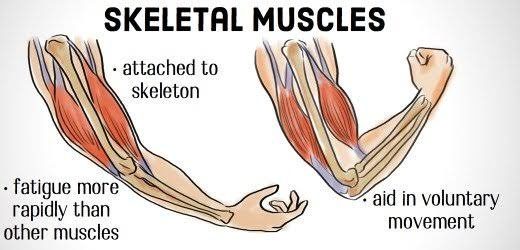 SKELETAL MUSCLES
· attached to
skeleton
· fatigue more
rapidly than
other muscles
· aid in voluntary
movement